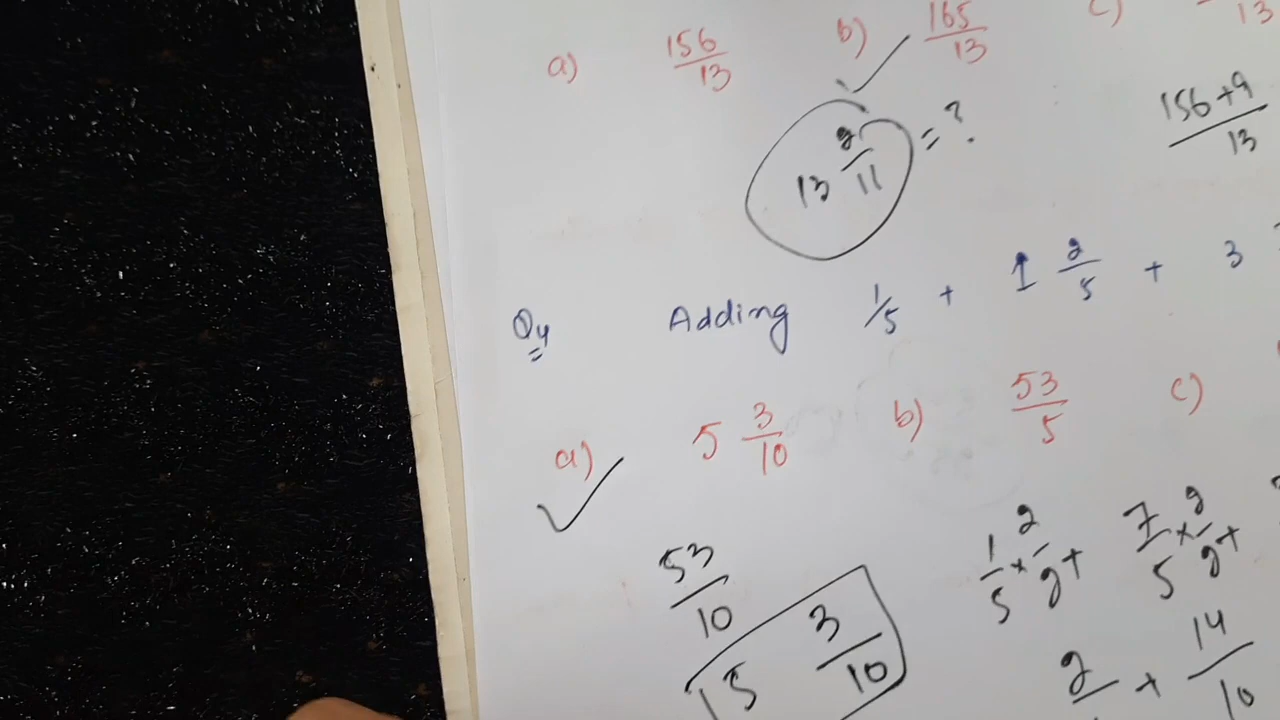 a) 156/13 b) 165/13 c) 13
13 2/11 = ?
156+9/13
Q4 Adding 1/5 + 1 2/5 + 3
a) 5 3/10 b) 53/5 c)
1/5 × 2/2 + 7/5 × 2/2 +
53/10
2 + 14/10
5 3/10